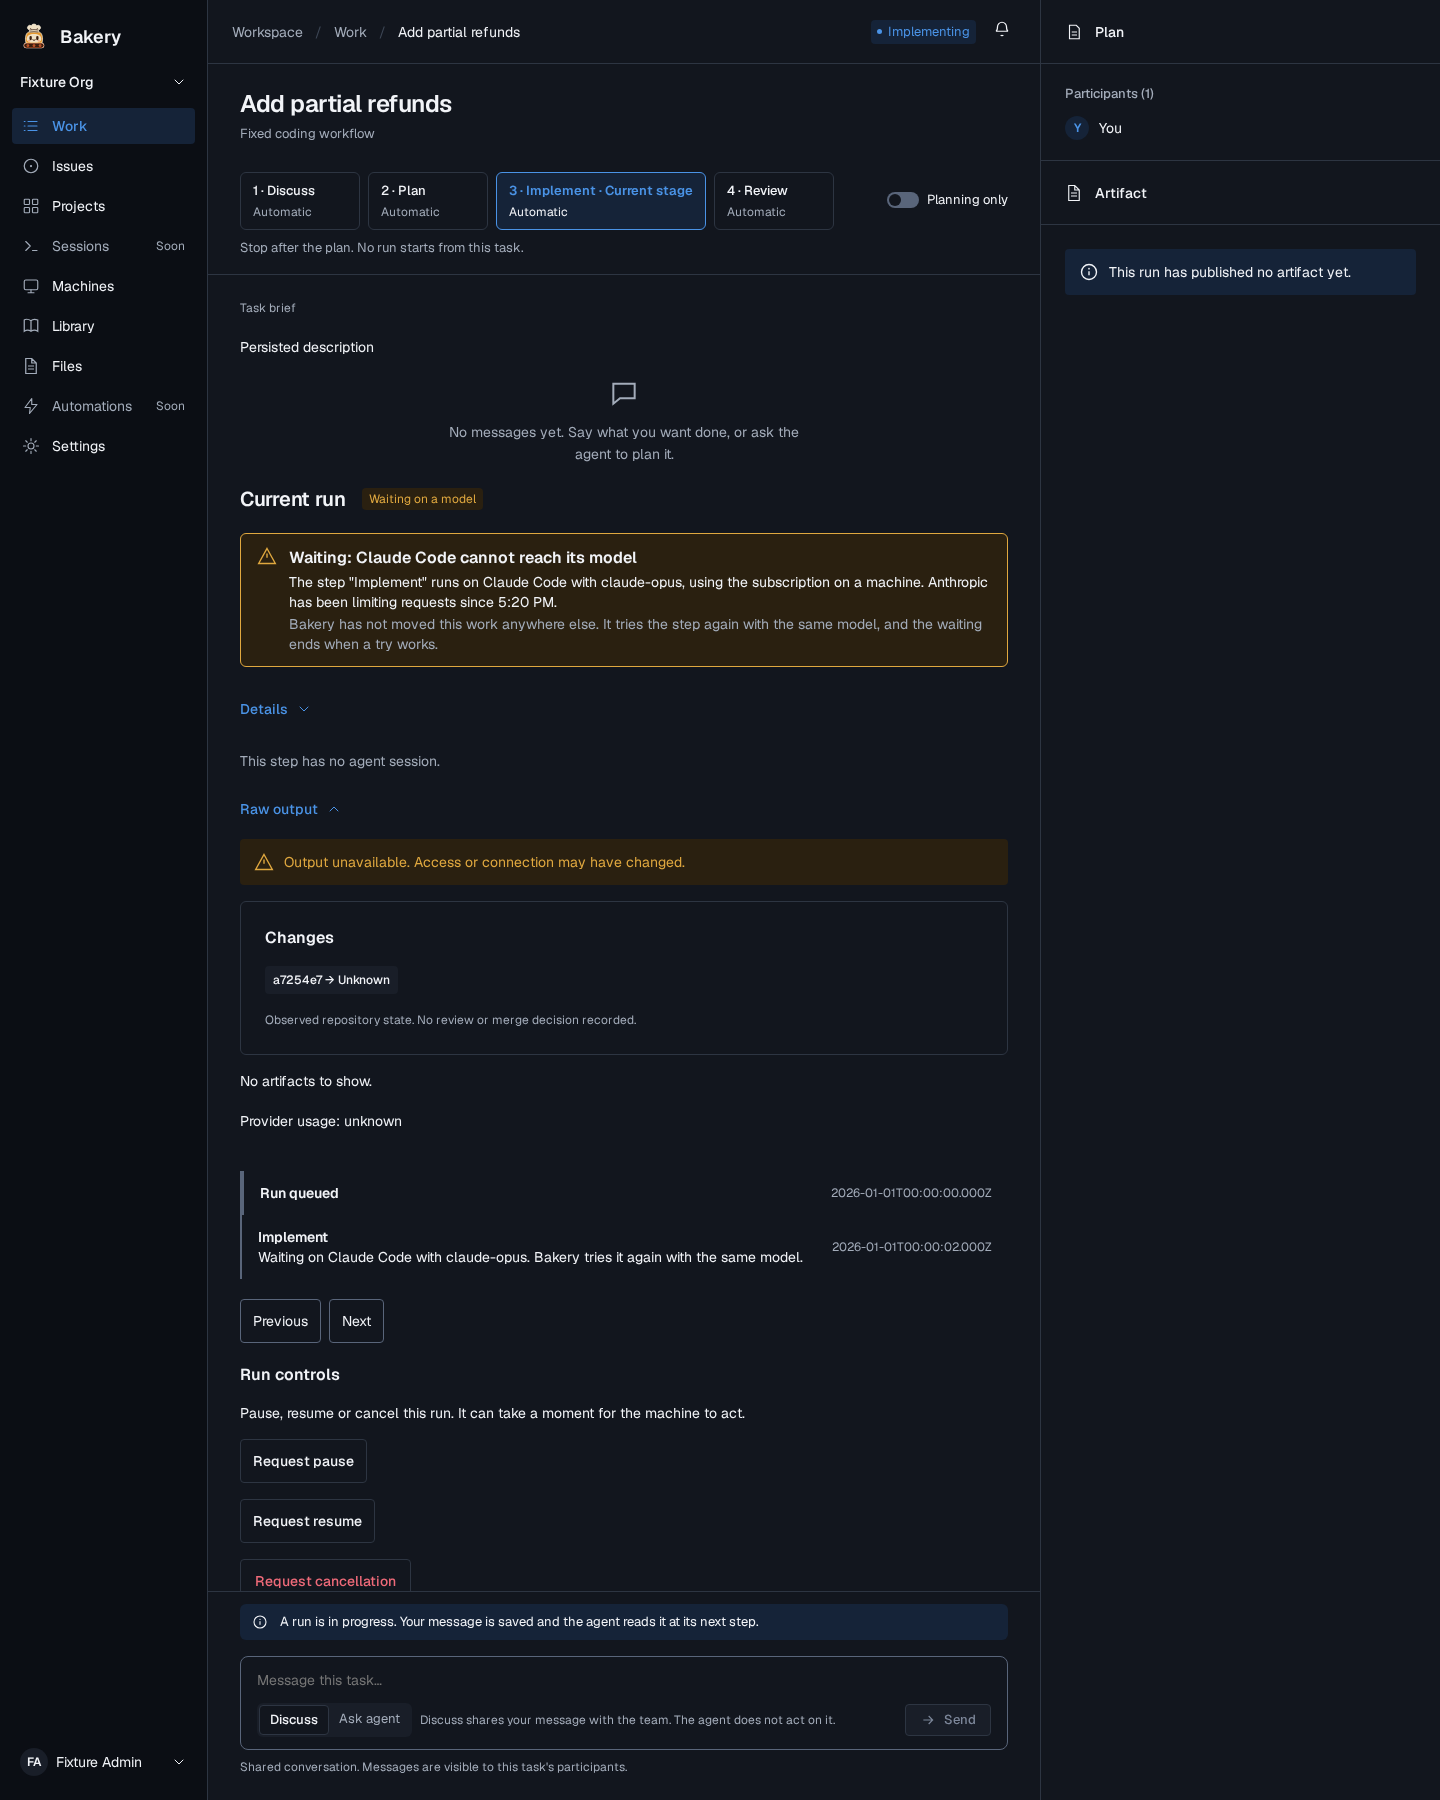 Bakery
Fixture Org
Work
Issues
Projects
Sessions Soon
Machines
Library
Files
Automations Soon
Settings
FA Fixture Admin
Workspace / Work / Add partial refunds
Implementing
Add partial refunds
Fixed coding workflow
1 · Discuss
Automatic
2 · Plan
Automatic
3 · Implement · Current stage
Automatic
4 · Review
Automatic
Planning only
Stop after the plan. No run starts from this task.
Task brief
Persisted description
No messages yet. Say what you want done, or ask the
agent to plan it.
Current run Waiting on a model
Waiting: Claude Code cannot reach its model
The step "Implement" runs on Claude Code with claude-opus, using the subscription on a machine. Anthropic
has been limiting requests since 5:20 PM.
Bakery has not moved this work anywhere else. It tries the step again with the same model, and the waiting
ends when a try works.
Details
This step has no agent session.
Raw output
Output unavailable. Access or connection may have changed.
Changes
a7254e7 → Unknown
Observed repository state. No review or merge decision recorded.
No artifacts to show.
Provider usage: unknown
Run queued 2026-01-01T00:00:00.000Z
Implement
Waiting on Claude Code with claude-opus. Bakery tries it again with the same model. 2026-01-01T00:00:02.000Z
Previous Next
Run controls
Pause, resume or cancel this run. It can take a moment for the machine to act.
Request pause
Request resume
Request cancellation
A run is in progress. Your message is saved and the agent reads it at its next step.
Message this task…
Discuss Ask agent Discuss shares your message with the team. The agent does not act on it. → Send
Shared conversation. Messages are visible to this task's participants.
Plan
Participants (1)
Y You
Artifact
This run has published no artifact yet.